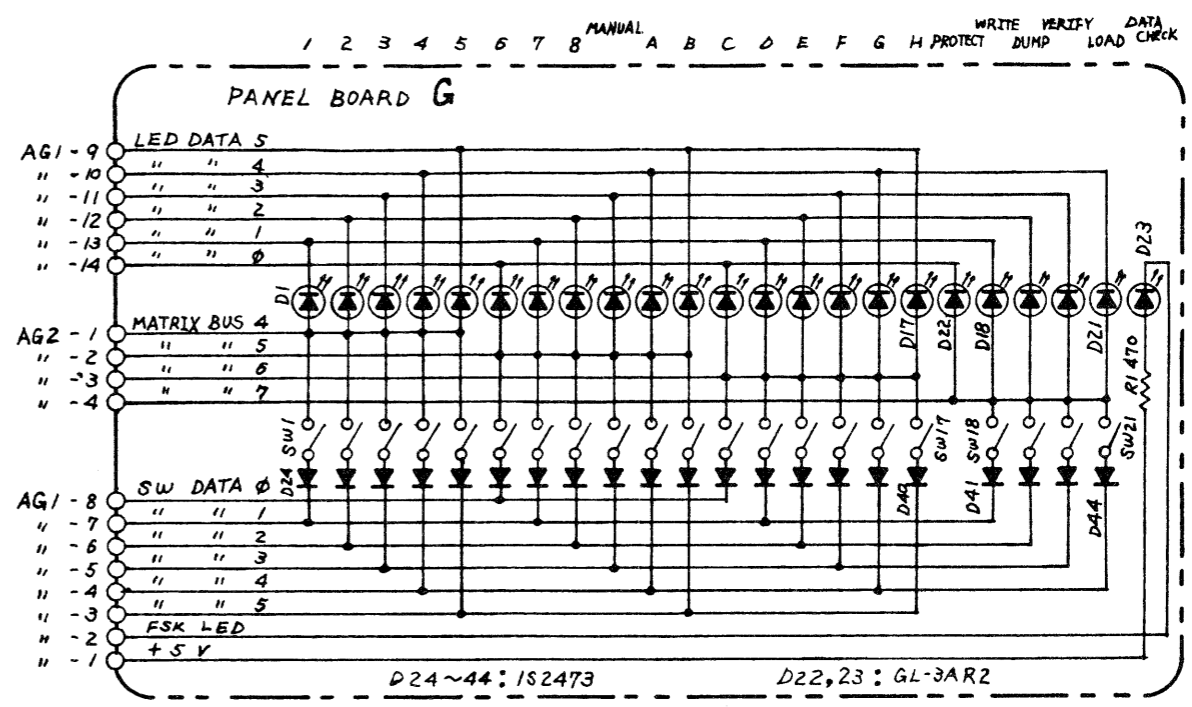 MANUAL WRITE VERIFY DATA
1 2 3 4 5 6 7 8 A B C D E F G H PROTECT DUMP LOAD CHECK
PANEL BOARD G
AG1 - 9 LED DATA 5
" - 10 " " 4
" - 11 " " 3
" - 12 " " 2
" - 13 " " 1
" - 14 " " Ø
D23
D1
D17
D22
D18
D21
R1 470
AG2 - 1 MATRIX BUS 4
" - 2 " " 5
" - 3 " " 6
" - 4 " " 7
SW1
SW17
SW18
SW21
D24
D40
D41
D44
AG1 - 8 SW DATA Ø
" - 7 " " 1
" - 6 " " 2
" - 5 " " 3
" - 4 " " 4
" - 3 " " 5
" - 2 FSK LED
" - 1 + 5 V
D24~44 : 1S2473 D22,23 : GL-3AR2